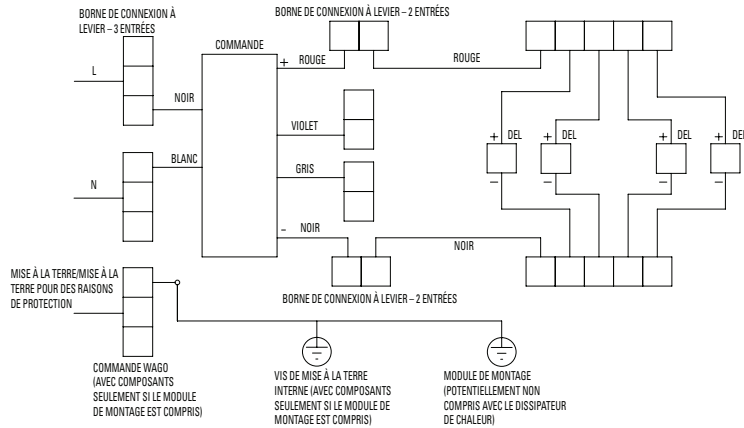 BORNE DE CONNEXION À
LEVIER – 3 ENTRÉES
BORNE DE CONNEXION À LEVIER – 2 ENTRÉES
COMMANDE
+
ROUGE
ROUGE
L
NOIR
VIOLET
+
DEL
+
DEL
+
DEL
+
DEL
BLANC
GRIS
–
–
–
–
N
–
NOIR
NOIR
MISE À LA TERRE/MISE À LA
TERRE POUR DES RAISONS
DE PROTECTION
BORNE DE CONNEXION À LEVIER – 2 ENTRÉES
COMMANDE WAGO
(AVEC COMPOSANTS
SEULEMENT SI LE MODULE
DE MONTAGE EST COMPRIS)
VIS DE MISE À LA TERRE
INTERNE (AVEC COMPOSANTS
SEULEMENT SI LE MODULE DE
MONTAGE EST COMPRIS)
MODULE DE MONTAGE
(POTENTIELLEMENT NON
COMPRIS AVEC LE DISSIPATEUR
DE CHALEUR)